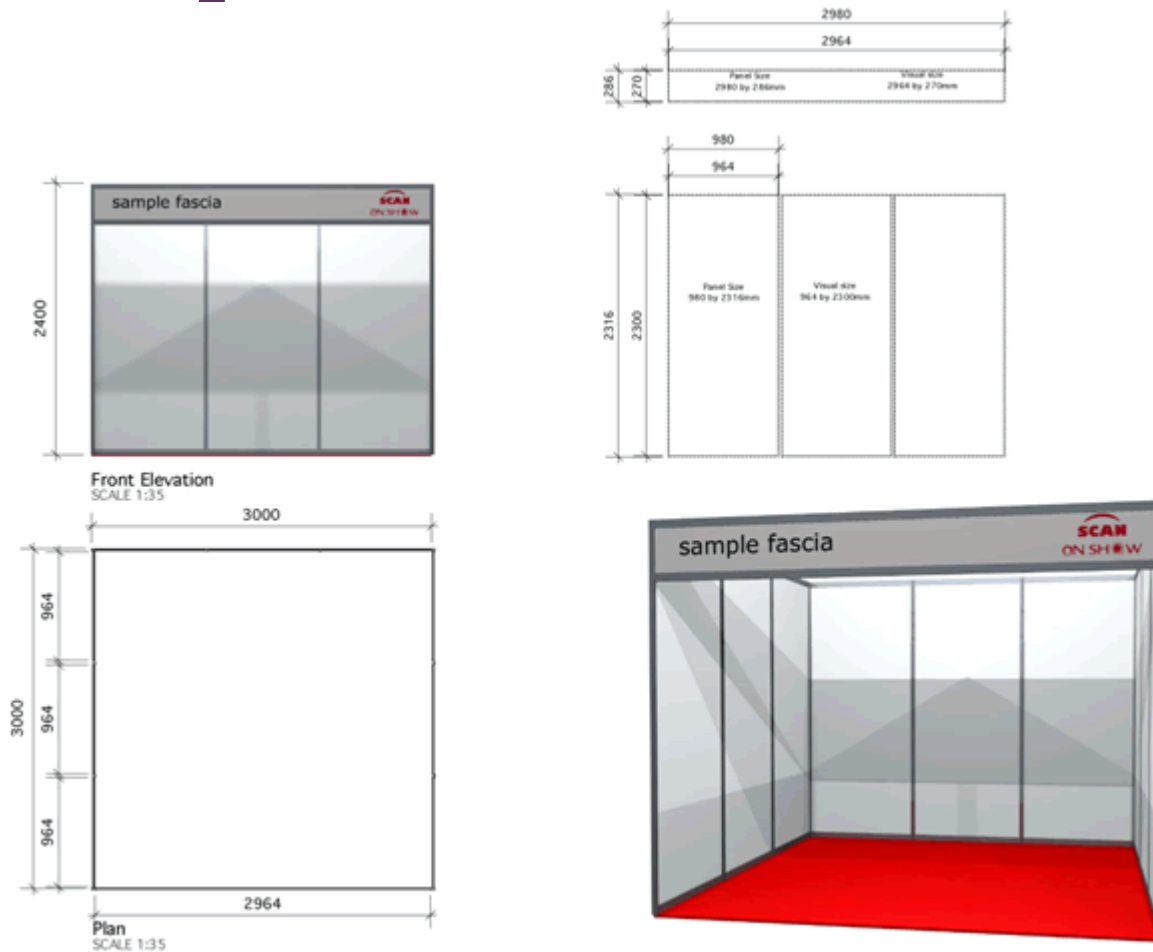 2980
2964
286
270
Panel Size
2980 by 286mm
Visual size
2964 by 270mm
980
964
2316
2300
Panel Size
980 by 2316mm
Visual size
964 by 2300mm
2400
sample fascia
SCAN
ON SHOW
Front Elevation
SCALE 1:35
3000
3000
964
964
964
2964
Plan
SCALE 1:35
sample fascia
SCAN
ON SHOW